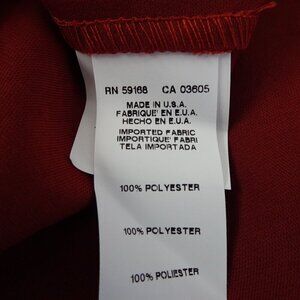 RN 59168 CA 03605
MADE IN U.S.A.
FABRIQUE' EN E.U.A.
HECHO EN E.U.A.
IMPORTED FABRIC
IMPORTIQUE' FABRI
TELA IMPORTADA
100% POLYESTER
100% POLYESTER
100% POLIESTER